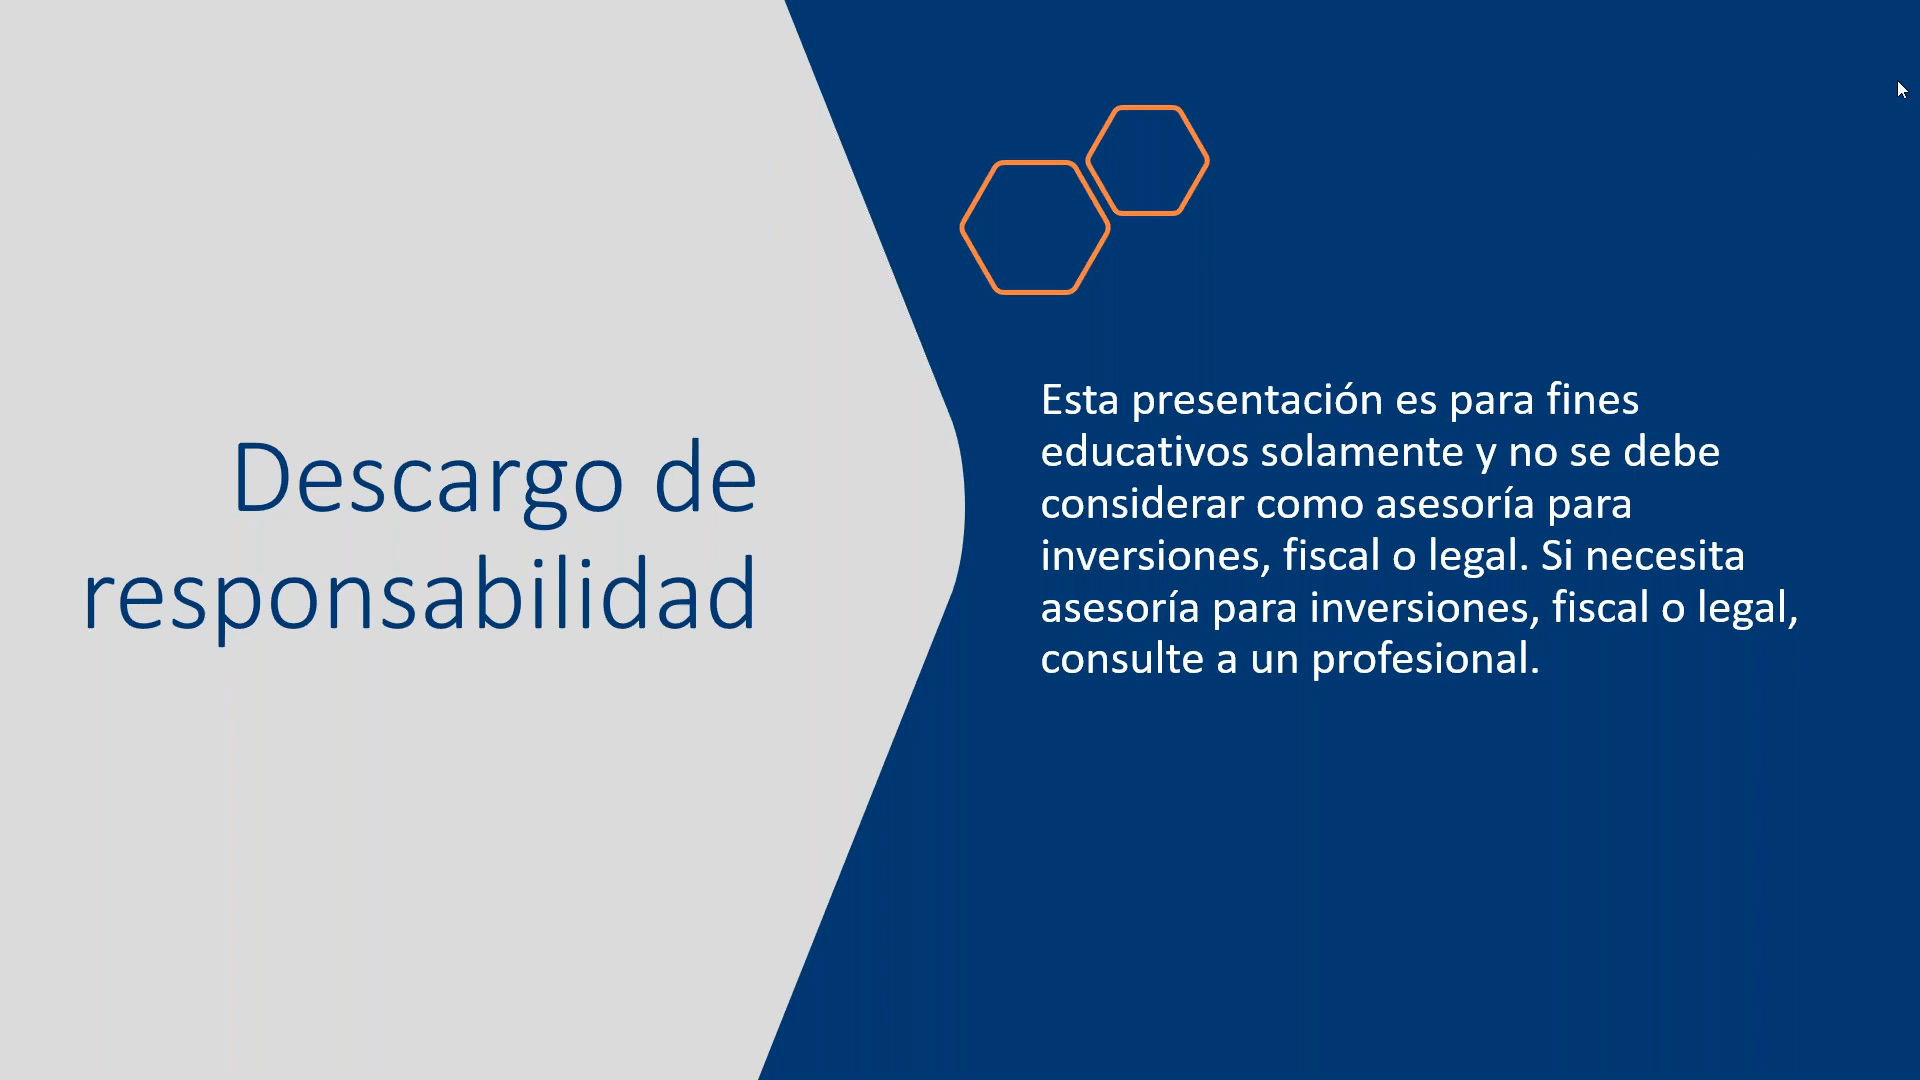 Descargo de
responsabilidad
Esta presentación es para fines
educativos solamente y no se debe
considerar como asesoría para
inversiones, fiscal o legal. Si necesita
asesoría para inversiones, fiscal o legal,
consulte a un profesional.